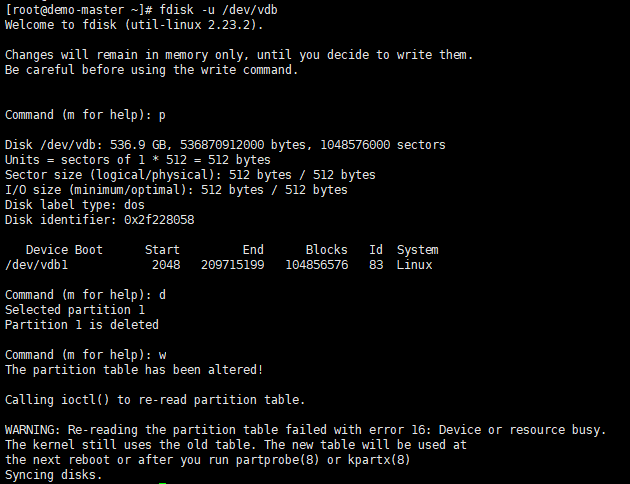 [root@demo-master ~]# fdisk -u /dev/vdb
Welcome to fdisk (util-linux 2.23.2).
Changes will remain in memory only, until you decide to write them.
Be careful before using the write command.
Command (m for help): p
Disk /dev/vdb: 536.9 GB, 536870912000 bytes, 1048576000 sectors
Units = sectors of 1 * 512 = 512 bytes
Sector size (logical/physical): 512 bytes / 512 bytes
I/O size (minimum/optimal): 512 bytes / 512 bytes
Disk label type: dos
Disk identifier: 0x2f228058
Device Boot      Start         End      Blocks   Id  System
/dev/vdb1            2048   209715199   104856576   83  Linux
Command (m for help): d
Selected partition 1
Partition 1 is deleted
Command (m for help): w
The partition table has been altered!
Calling ioctl() to re-read partition table.
WARNING: Re-reading the partition table failed with error 16: Device or resource busy.
The kernel still uses the old table. The new table will be used at
the next reboot or after you run partprobe(8) or kpartx(8)
Syncing disks.